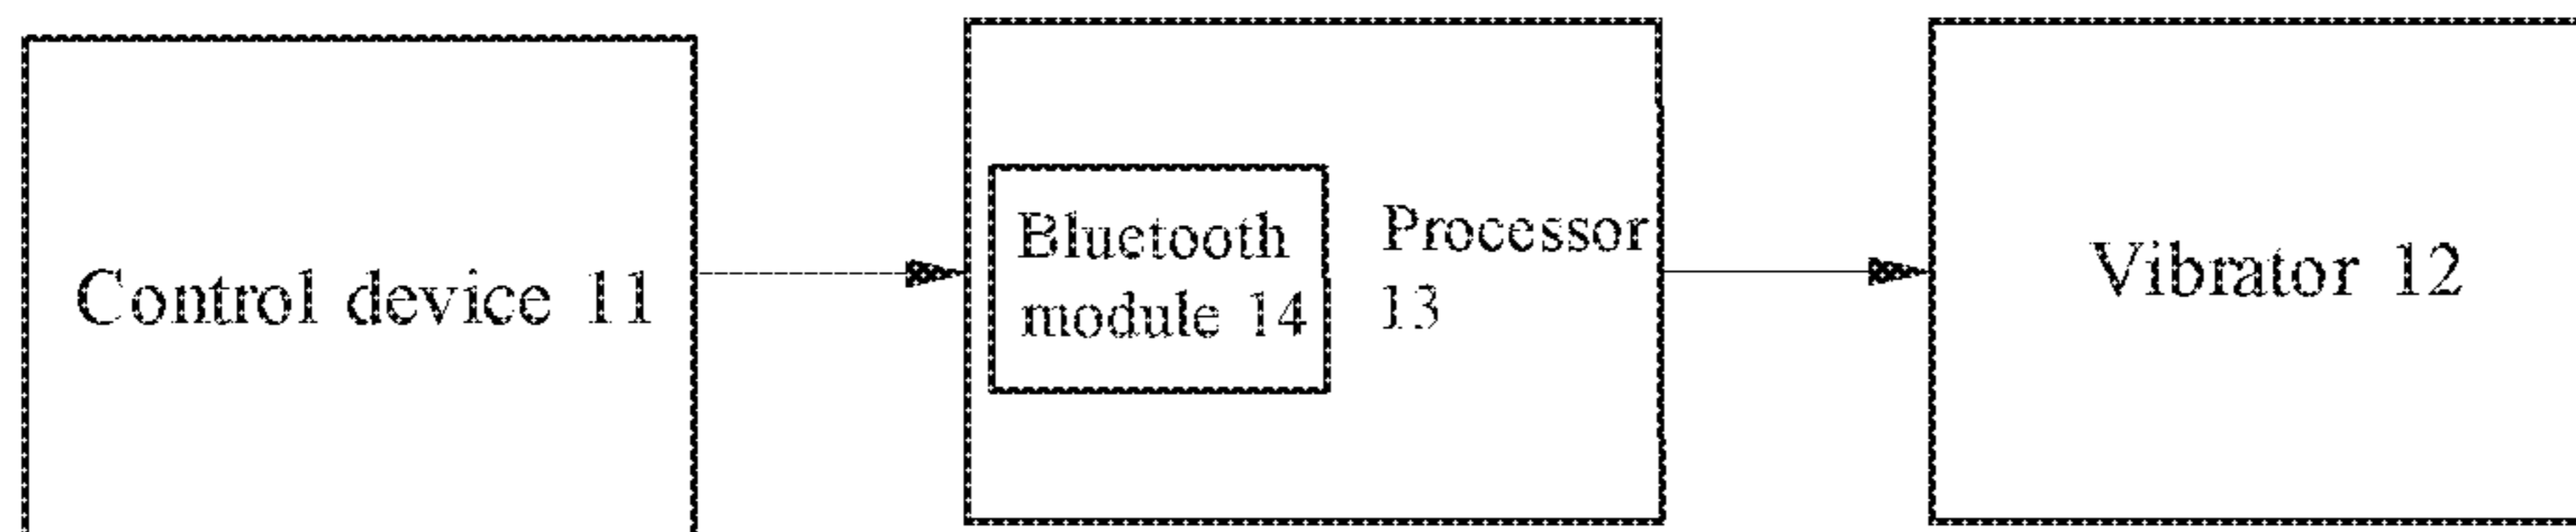 Control device 11
Bluetooth
module 14
Processor
13
Vibrator 12